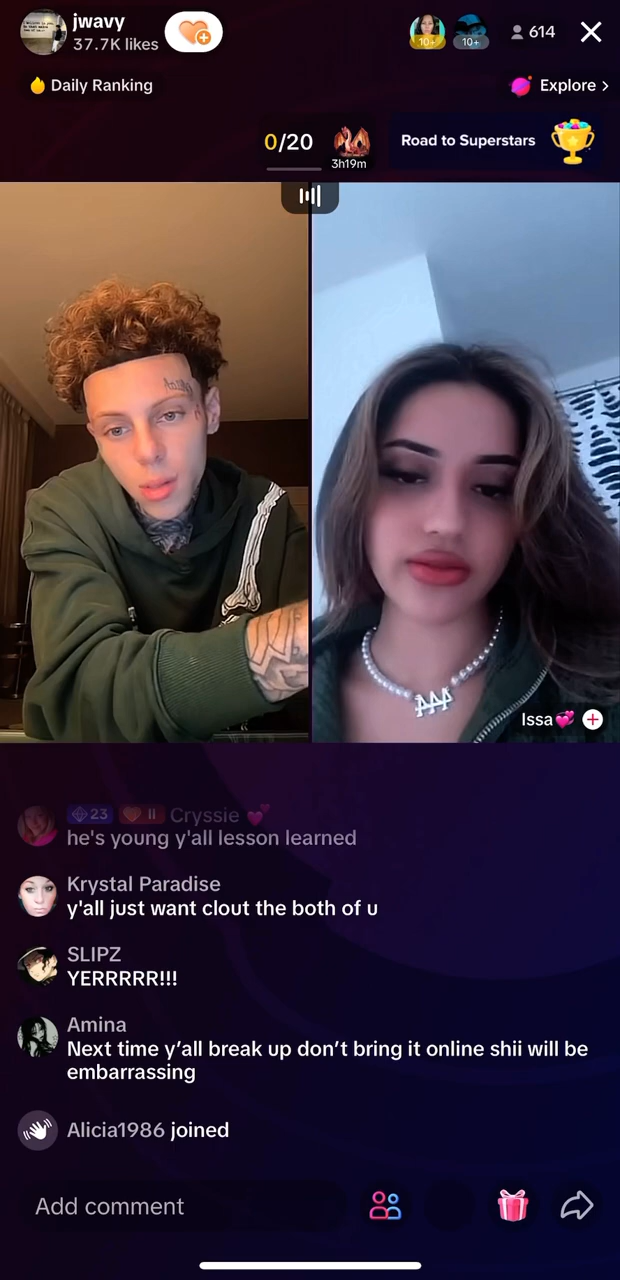 jwavy
37.7K likes
10+
10+
614
Daily Ranking
Explore >
0/20
3h19m
Road to Superstars
Issa💞
23 II Cryssie 💕
he's young y'all lesson learned
Krystal Paradise
y'all just want clout the both of u
SLIPZ
YERRRRR!!!
Amina
Next time y’all break up don’t bring it online shii will be
embarrassing
Alicia1986 joined
Add comment